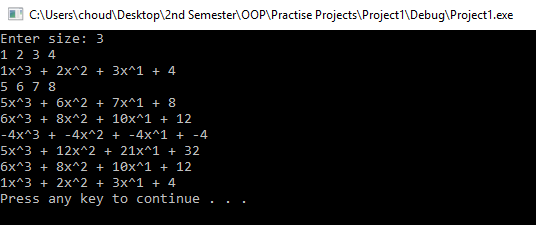 C:\Users\choud\Desktop\2nd Semester\OOP\Practise Projects\Project1\Debug\Project1.exe
Enter size: 3
1 2 3 4
1x^3 + 2x^2 + 3x^1 + 4
5 6 7 8
5x^3 + 6x^2 + 7x^1 + 8
6x^3 + 8x^2 + 10x^1 + 12
-4x^3 + -4x^2 + -4x^1 + -4
5x^3 + 12x^2 + 21x^1 + 32
6x^3 + 8x^2 + 10x^1 + 12
1x^3 + 2x^2 + 3x^1 + 4
Press any key to continue . . .